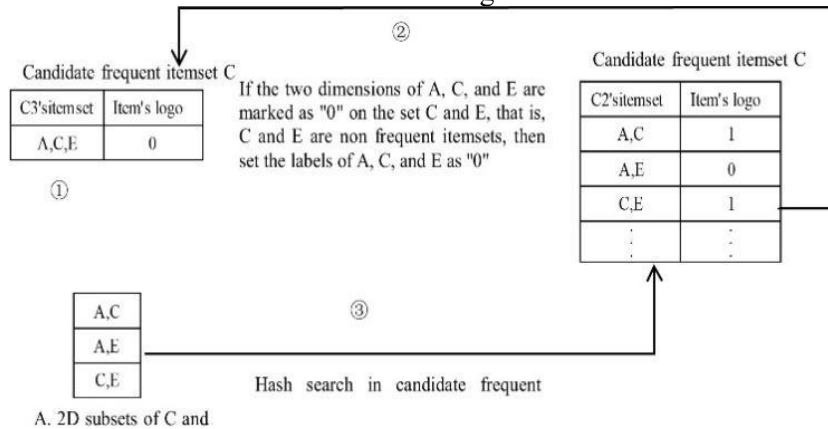 ②
Candidate frequent itemset C
C3'sitemset Item's logo
A,C,E 0
①
If the two dimensions of A, C, and E are
marked as "0" on the set C and E, that is,
C and E are non frequent itemsets, then
set the labels of A, C, and E as "0"
Candidate frequent itemset C
C2'sitemset Item's logo
A,C 1
A,E 0
C,E 1
A,C
A,E
C,E
③
Hash search in candidate frequent
A. 2D subsets of C and